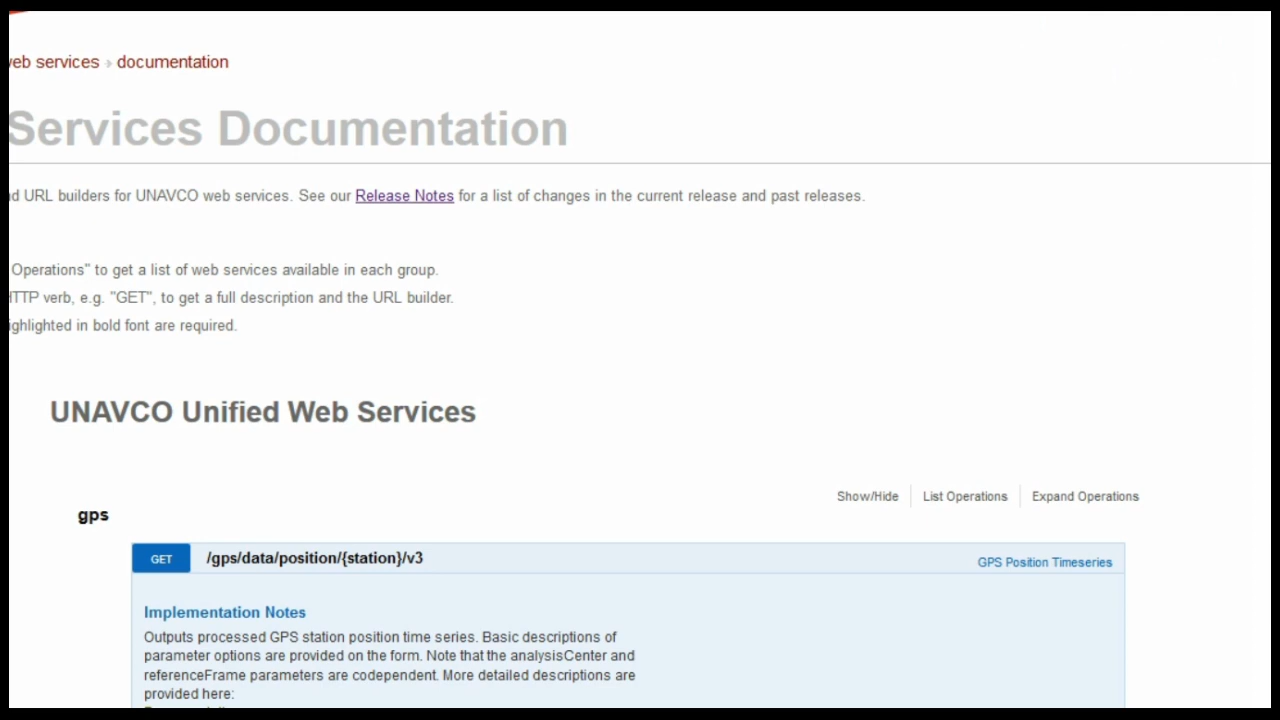 web services documentation
Services Documentation
URL builders for UNAVCO web services. See our Release Notes for a list of changes in the current release and past releases.
Operations" to get a list of web services available in each group.
HTTP verb, e.g. "GET", to get a full description and the URL builder.
highlighted in bold font are required.
UNAVCO Unified Web Services
Show/Hide List Operations Expand Operations
gps
GET /gps/data/position/{station}/v3 GPS Position Timeseries
Implementation Notes
Outputs processed GPS station position time series. Basic descriptions of
parameter options are provided on the form. Note that the analysisCenter and
referenceFrame parameters are codependent. More detailed descriptions are
provided here: